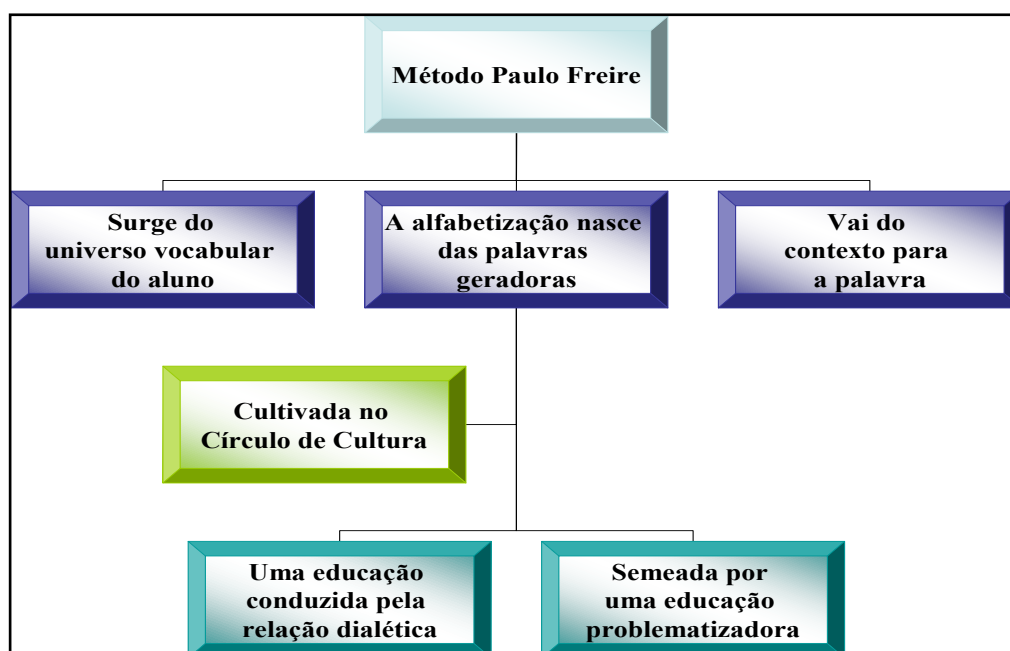 Método Paulo Freire
Surge do
universo vocabular
do aluno
A alfabetização nasce
das palavras
geradoras
Vai do
contexto para
a palavra
Cultivada no
Círculo de Cultura
Uma educação
conduzida pela
relação dialética
Semeada por
uma educação
problematizadora